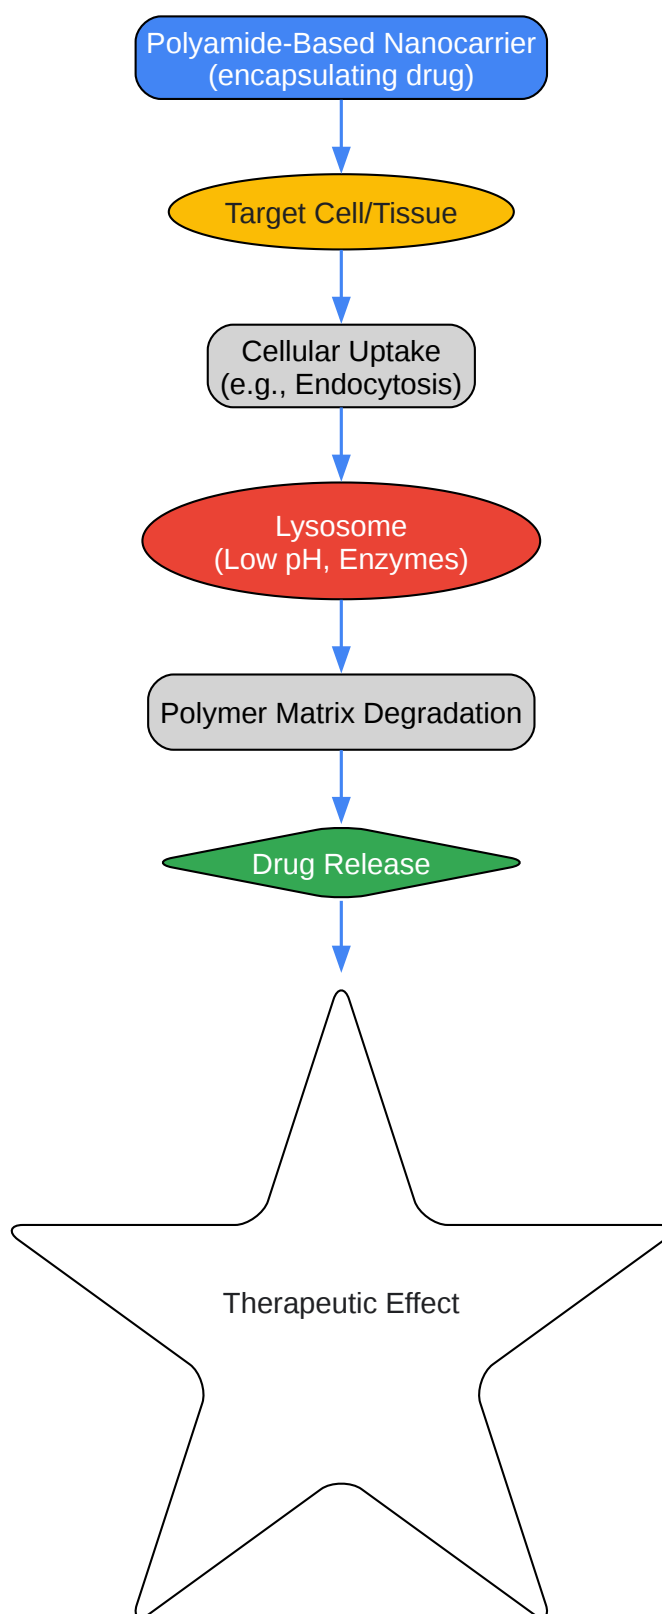 Polyamide-Based Nanocarrier
(encapsulating drug)
Target Cell/Tissue
Cellular Uptake
(e.g., Endocytosis)
Lysosome
(Low pH, Enzymes)
Polymer Matrix Degradation
Drug Release
Therapeutic Effect